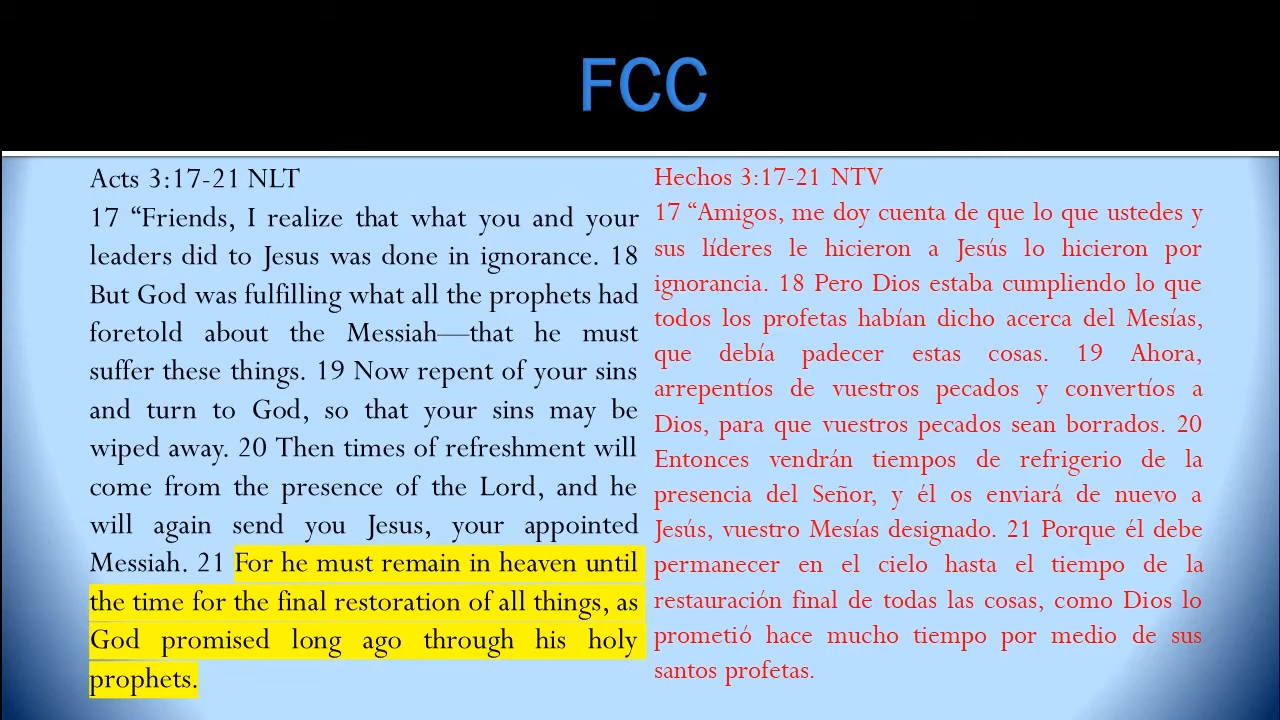 FCC
Acts 3:17-21 NLT
17 “Friends, I realize that what you and your
leaders did to Jesus was done in ignorance. 18
But God was fulfilling what all the prophets had
foretold about the Messiah—that he must
suffer these things. 19 Now repent of your sins
and turn to God, so that your sins may be
wiped away. 20 Then times of refreshment will
come from the presence of the Lord, and he
will again send you Jesus, your appointed
Messiah. 21 For he must remain in heaven until
the time for the final restoration of all things, as
God promised long ago through his holy
prophets.
Hechos 3:17-21 NTV
17 “Amigos, me doy cuenta de que lo que ustedes y
sus líderes le hicieron a Jesús lo hicieron por
ignorancia. 18 Pero Dios estaba cumpliendo lo que
todos los profetas habían dicho acerca del Mesías,
que debía padecer estas cosas. 19 Ahora,
arrepentíos de vuestros pecados y convertíos a
Dios, para que vuestros pecados sean borrados. 20
Entonces vendrán tiempos de refrigerio de la
presencia del Señor, y él os enviará de nuevo a
Jesús, vuestro Mesías designado. 21 Porque él debe
permanecer en el cielo hasta el tiempo de la
restauración final de todas las cosas, como Dios lo
prometió hace mucho tiempo por medio de sus
santos profetas.